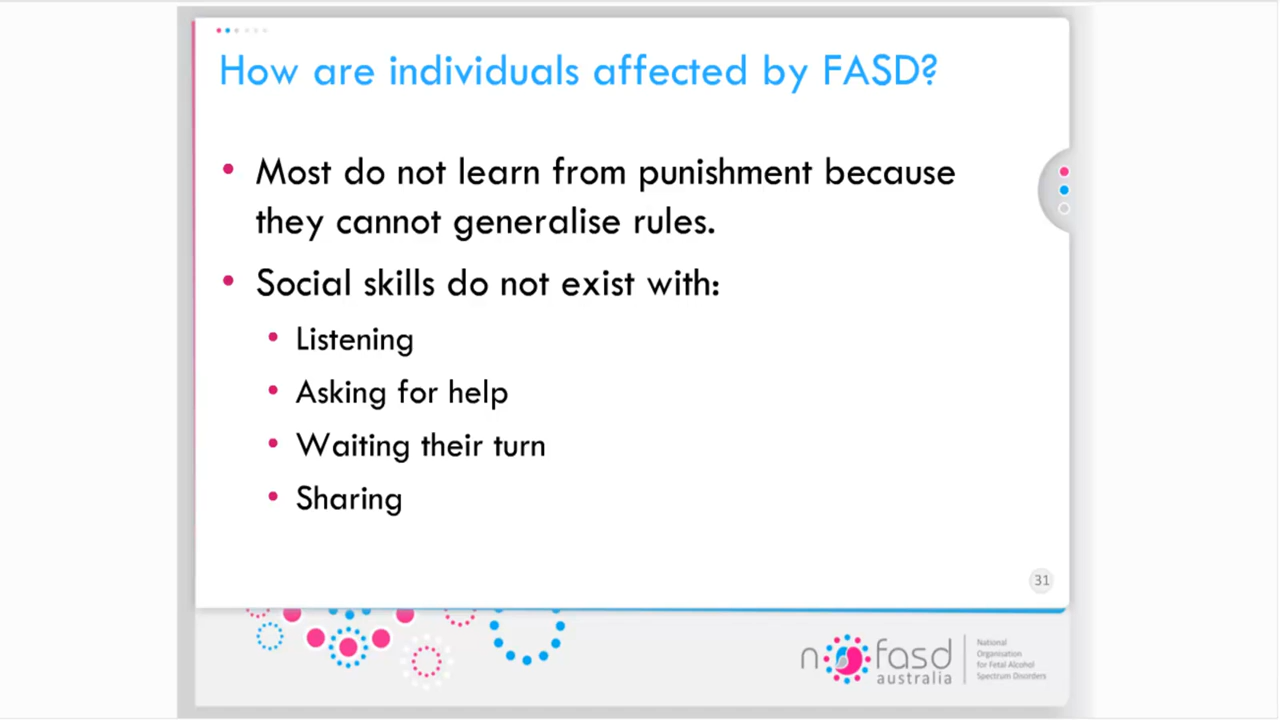 How are individuals affected by FASD?
• Most do not learn from punishment because
they cannot generalise rules.
• Social skills do not exist with:
• Listening
• Asking for help
• Waiting their turn
• Sharing
31
nofasd
australia
National
Organisation
for Fetal Alcohol
Spectrum Disorders